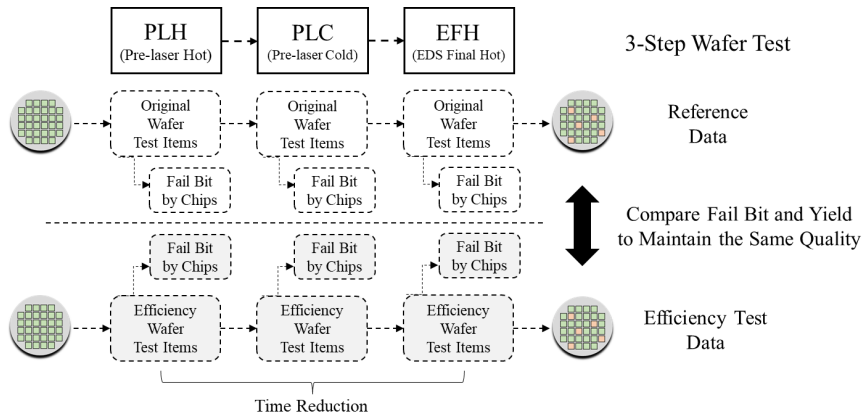 PLH
(Pre-laser Hot)
PLC
(Pre-laser Cold)
EFH
(EDS Final Hot)
3-Step Wafer Test
Original
Wafer
Test Items
Original
Wafer
Test Items
Original
Wafer
Test Items
Reference
Data
Fail Bit
by Chips
Fail Bit
by Chips
Fail Bit
by Chips
Compare Fail Bit and Yield
to Maintain the Same Quality
Fail Bit
by Chips
Fail Bit
by Chips
Fail Bit
by Chips
Efficiency
Wafer
Test Items
Efficiency
Wafer
Test Items
Efficiency
Wafer
Test Items
Efficiency Test
Data
Time Reduction